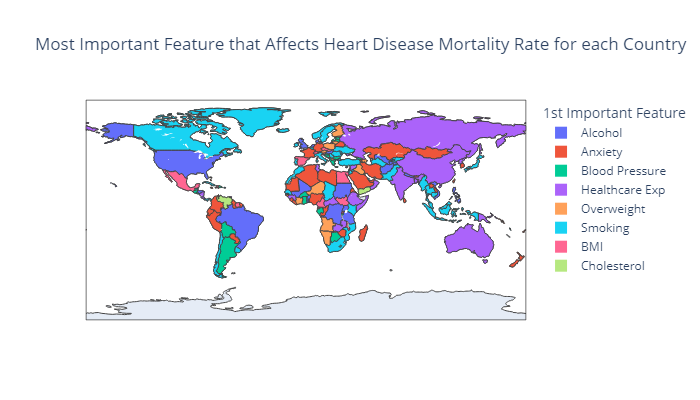 Most Important Feature that Affects Heart Disease Mortality Rate for each Country
1st Important Feature
Alcohol
Anxiety
Blood Pressure
Healthcare Exp
Overweight
Smoking
BMI
Cholesterol